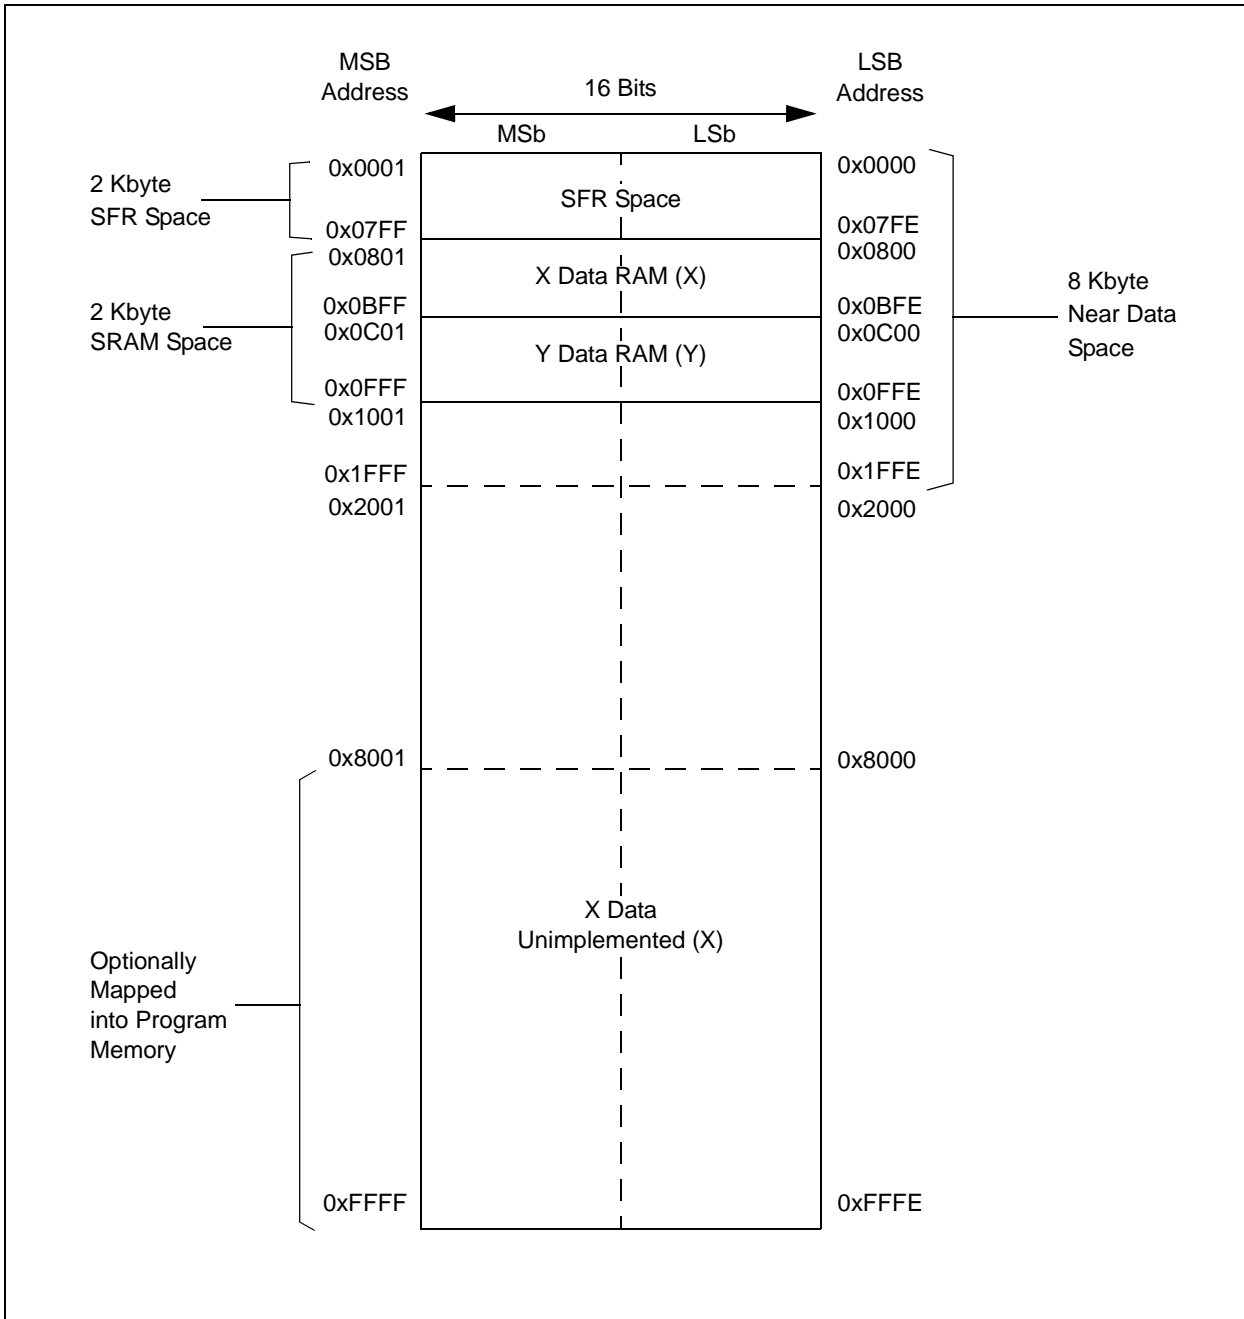 MSB
Address
16 Bits
LSB
Address
MSb
LSb
2 Kbyte
SFR Space
0x0001
0x07FF
0x0801
SFR Space
0x0000
0x07FE
0x0800
2 Kbyte
SRAM Space
0x0BFF
0x0C01
0x0FFF
0x1001
X Data RAM (X)
Y Data RAM (Y)
0x0BFE
0x0C00
0x0FFE
0x1000
8 Kbyte
Near Data
Space
0x1FFF
0x2001
0x1FFE
0x2000
0x8001
0x8000
X Data
Unimplemented (X)
Optionally
Mapped
into Program
Memory
0xFFFF
0xFFFE